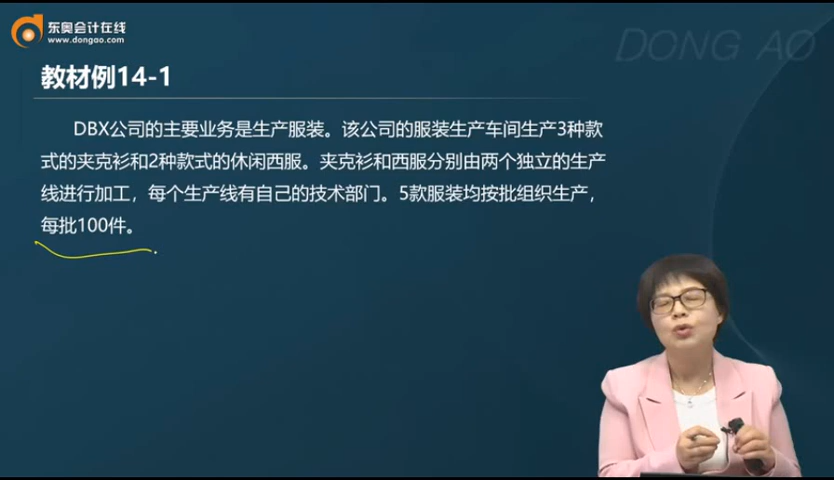 东奥会计在线
www.dongao.com
DONG AO
教材例14-1
DBX公司的主要业务是生产服装。该公司的服装生产车间生产3种款
式的夹克衫和2种款式的休闲西服。夹克衫和西服分别由两个独立的生产
线进行加工，每个生产线有自己的技术部门。5款服装均按批组织生产，
每批100件。